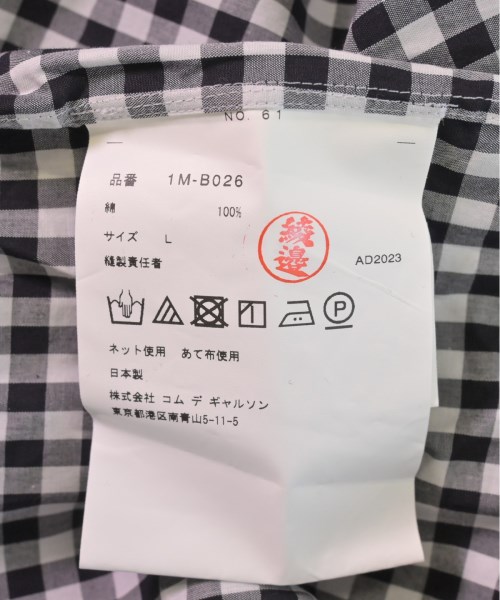 NO. 61
品番 1M-B026
綿 100%
サイズ L
縫製責任者
渡邉
AD2023
P
ネット使用 あて布使用
日本製
株式会社 コム デ ギャルソン
東京都港区南青山5-11-5